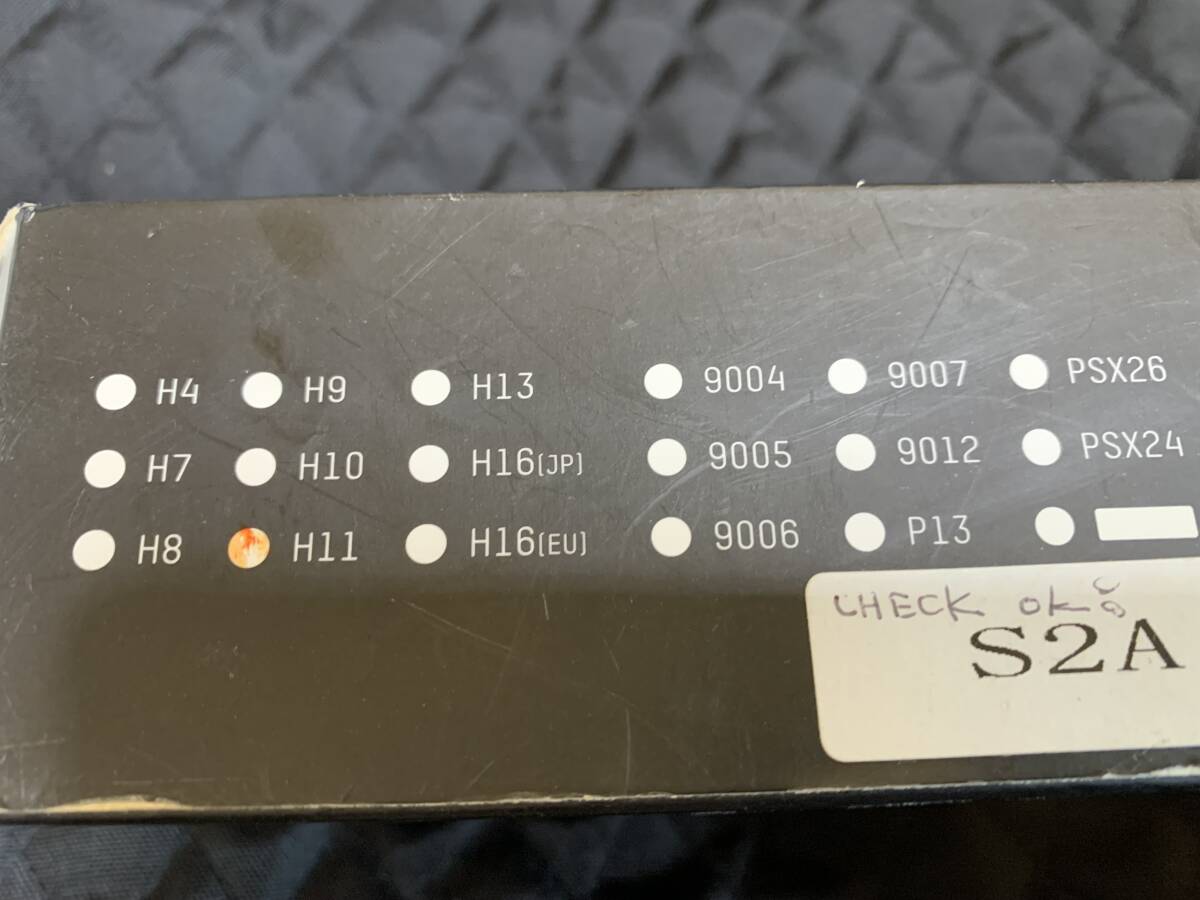 H4 H9 H13 9004 9007 PSX26
H7 H10 H16(JP) 9005 9012 PSX24
H8 H11 H16(EU) 9006 P13
CHECK ok
S2A